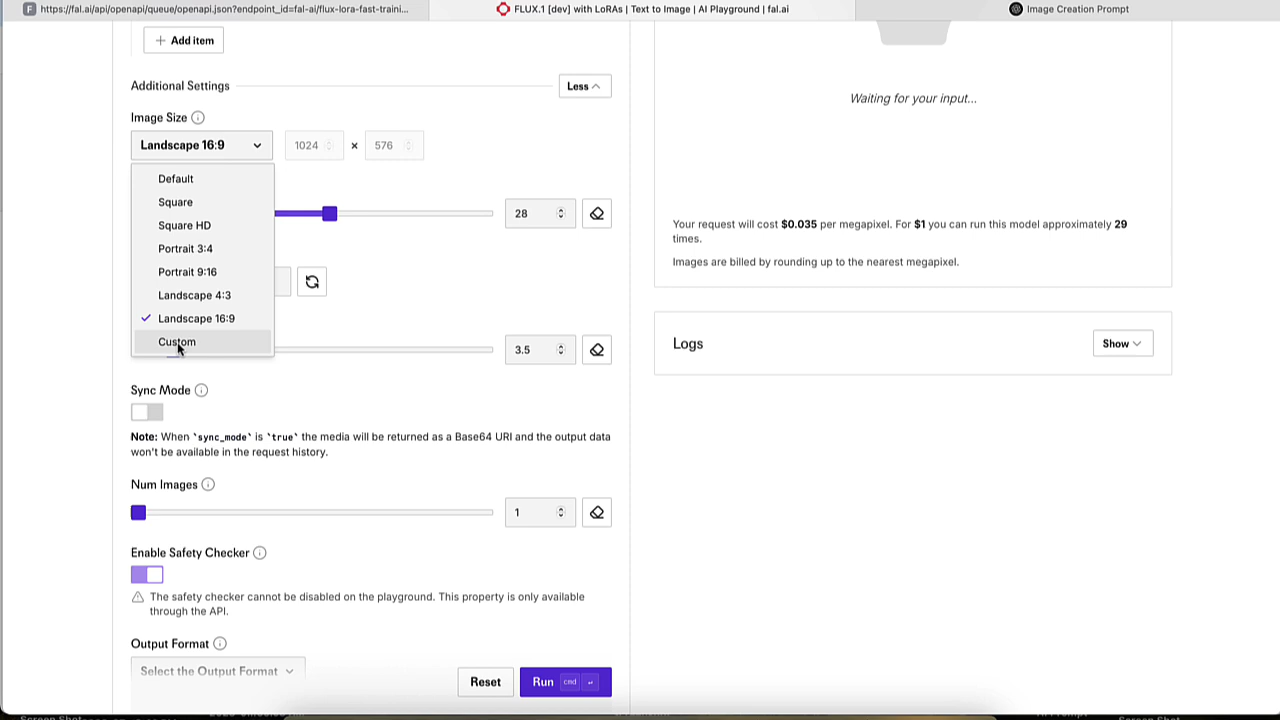 https://fal.ai/api/openapi/queue/openapi.json?endpoint_id=fal-ai/flux-lora-fast-traini...
FLUX.1 [dev] with LoRAs | Text to Image | AI Playground | fal.ai
Image Creation Prompt
+ Add item
Additional Settings
Less
Image Size
Landscape 16:9
1024
×
576
Default
Square
Square HD
Portrait 3:4
Portrait 9:16
Landscape 4:3
Landscape 16:9
Custom
28
3.5
Sync Mode
Note: When `sync_mode` is `true` the media will be returned as a Base64 URI and the output data
won't be available in the request history.
Num Images
1
Enable Safety Checker
The safety checker cannot be disabled on the playground. This property is only available
through the API.
Output Format
Select the Output Format
Reset
Run cmd
Waiting for your input...
Your request will cost $0.035 per megapixel. For $1 you can run this model approximately 29
times.
Images are billed by rounding up to the nearest megapixel.
Logs
Show